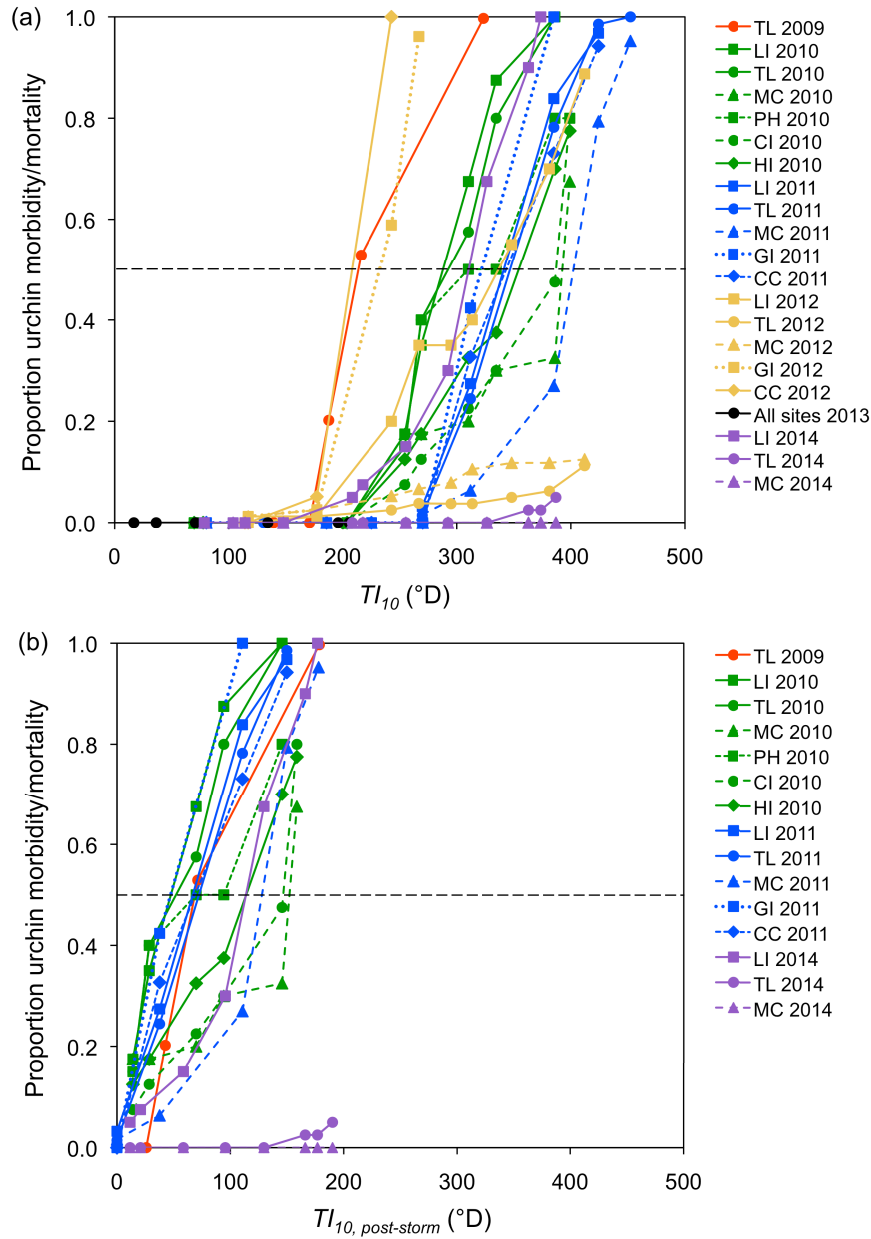 (a)
Proportion urchin morbidity/mortality
1.0
0.8
0.6
0.4
0.2
0.0
0
100
200
300
400
500
TI10 (°D)
TL 2009
LI 2010
TL 2010
MC 2010
PH 2010
CI 2010
HI 2010
LI 2011
TL 2011
MC 2011
GI 2011
CC 2011
LI 2012
TL 2012
MC 2012
GI 2012
CC 2012
All sites 2013
LI 2014
TL 2014
MC 2014
(b)
Proportion urchin morbidity/mortality
1.0
0.8
0.6
0.4
0.2
0.0
0
100
200
300
400
500
TI10, post-storm (°D)
TL 2009
LI 2010
TL 2010
MC 2010
PH 2010
CI 2010
HI 2010
LI 2011
TL 2011
MC 2011
GI 2011
CC 2011
LI 2014
TL 2014
MC 2014